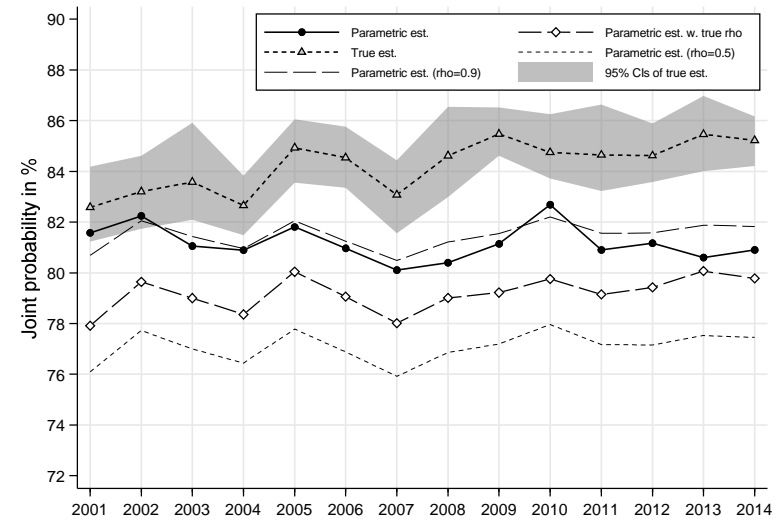 Parametric est.
Parametric est. w. true rho
True est.
Parametric est. (rho=0.5)
Parametric est. (rho=0.9)
95% CIs of true est.
Joint probability in %
90
88
86
84
82
80
78
76
74
72
2001 2002 2003 2004 2005 2006 2007 2008 2009 2010 2011 2012 2013 2014